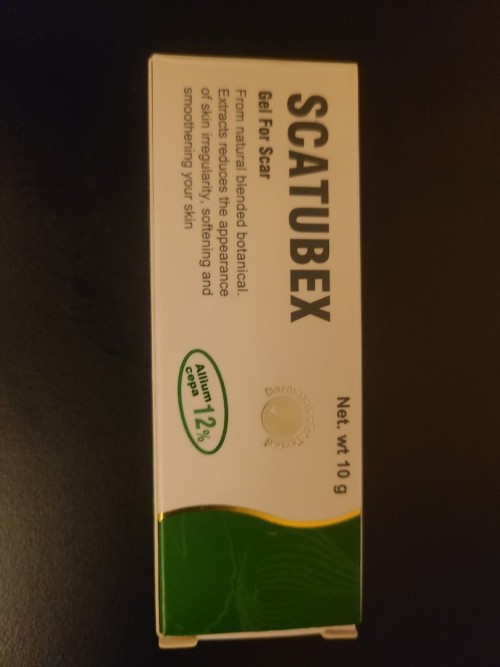 SCATUBEX
Gel For Scar
From natural blended botanical.
Extracts reduces the appearance
of skin irregularity, softening and
smoothening your skin
Net. wt 10 g
Allium
cepa
12%